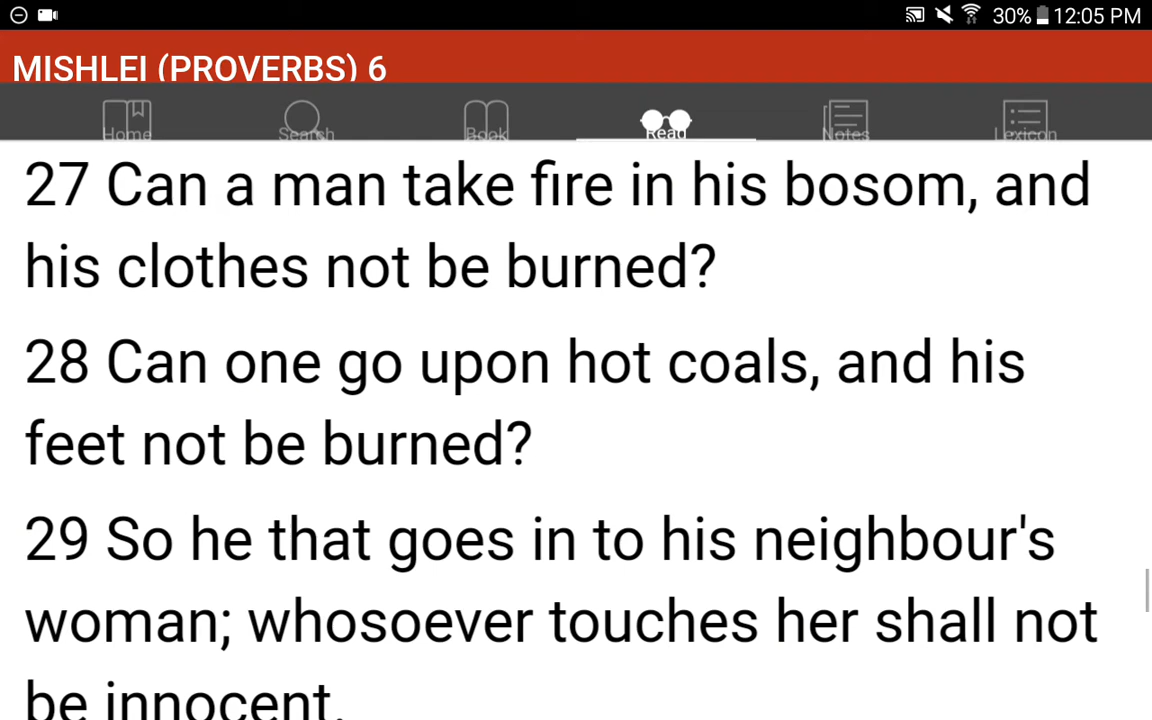 30% 12:05 PM
MISHLEI (PROVERBS) 6
Home Search Book Read Notes Lexicon
27 Can a man take fire in his bosom, and
his clothes not be burned?
28 Can one go upon hot coals, and his
feet not be burned?
29 So he that goes in to his neighbour's
woman; whosoever touches her shall not
be innocent.